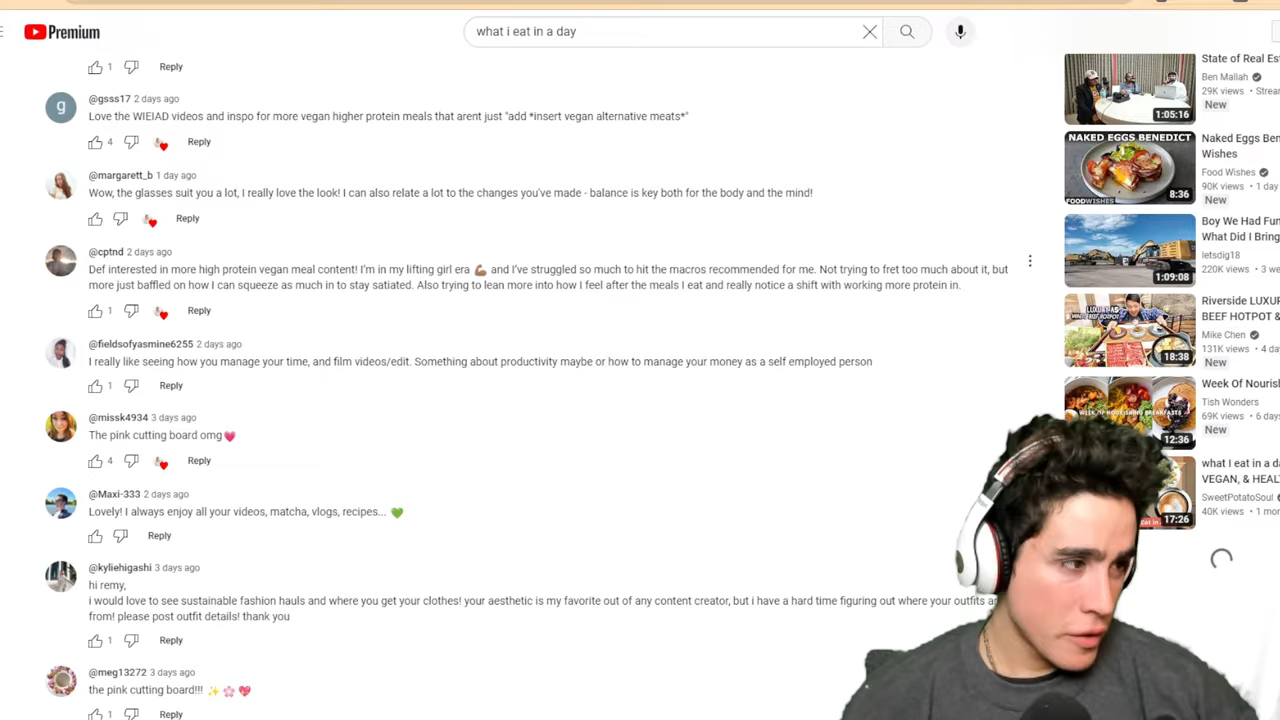 Premium
what i eat in a day
1
Reply
@gsss17 2 days ago
Love the WIEIAD videos and inspo for more vegan higher protein meals that arent just "add *insert vegan alternative meats*"
4
Reply
@margarett_b 1 day ago
Wow, the glasses suit you a lot, I really love the look! I can also relate a lot to the changes you've made - balance is key both for the body and the mind!
Reply
@cptnd 2 days ago
Def interested in more high protein vegan meal content! I'm in my lifting girl era 💪🏾 and I've struggled so much to hit the macros recommended for me. Not trying to fret too much about it, but
more just baffled on how I can squeeze as much in to stay satiated. Also trying to lean more into how I feel after the meals I eat and really notice a shift with working more protein in.
1
Reply
@fieldsofyasmine6255 2 days ago
I really like seeing how you manage your time, and film videos/edit. Something about productivity maybe or how to manage your money as a self employed person
1
Reply
@missk4934 3 days ago
The pink cutting board omg💗
4
Reply
@Maxi-333 2 days ago
Lovely! I always enjoy all your videos, matcha, vlogs, recipes... 💚
Reply
@kyliehigashi 3 days ago
hi remy,
i would love to see sustainable fashion hauls and where you get your clothes! your aesthetic is my favorite out of any content creator, but i have a hard time figuring out where your outfits
from! please post outfit details! thank you
1
Reply
@meg13272 3 days ago
the pink cutting board!!! ✨🌸💖
1
Reply
State of Real
Ben Mallah
29K views • Stream
New
1:05:16
NAKED EGGS BENEDICT
FOODWISHES
8:36
Naked Eggs Ben
Wishes
Food Wishes
90K views • 1 day
New
1:09:08
Boy We Had Fun
What Did I Bring
letsdig18
220K views • 3
New
18:38
Riverside LUXUR
BEEF HOTPOT &
Mike Chen
131K views • 4 da
New
WEEK OF NOURISHING BREAKFASTS
12:36
Week Of Nourish
Tish Wonders
69K views • 6 days
New
Eat in
17:26
what I eat in a da
VEGAN, & HEAL
SweetPotatoSoul
40K views • 1 mon